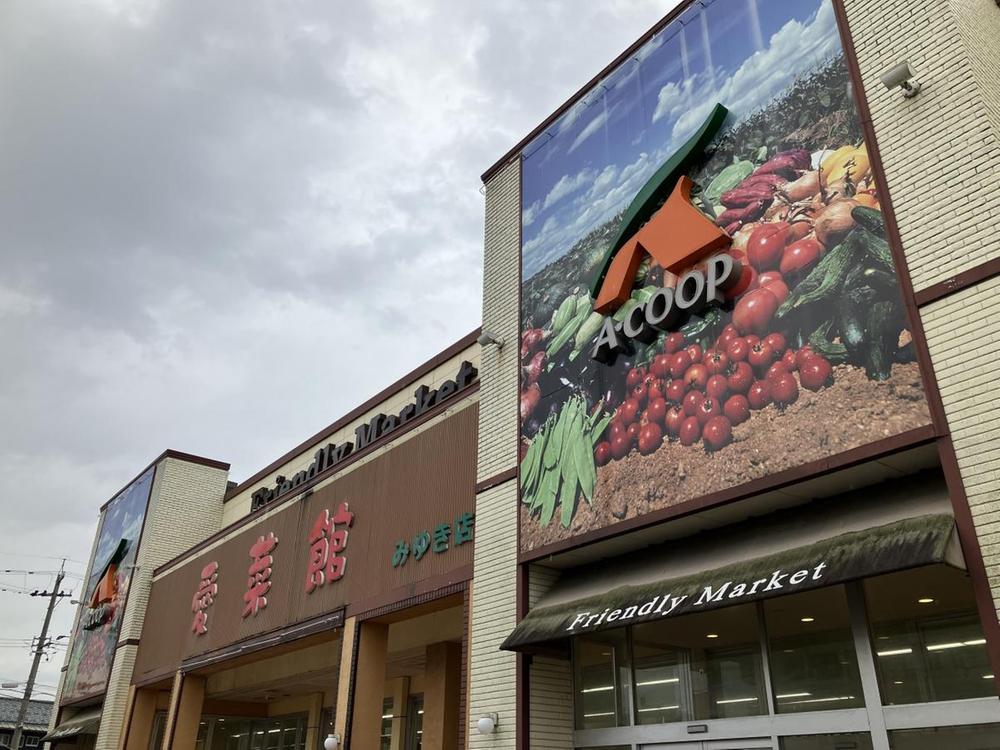 Friendly Market
愛菜館
みゆき店
A·COOP
Friendly Market